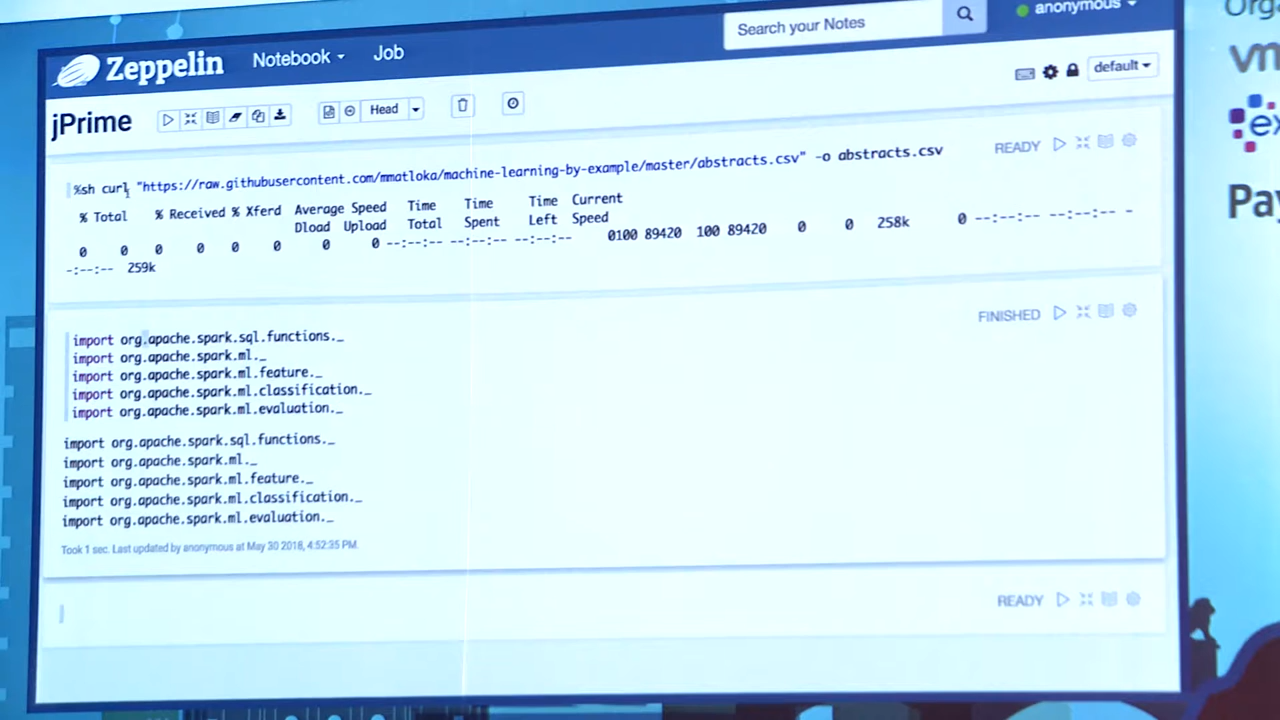 Zeppelin Notebook Job Search your Notes anonymous
jPrime Head default
READY
%sh curl "https://raw.githubusercontent.com/mmatloka/machine-learning-by-example/master/abstracts.csv" -o abstracts.csv
% Total % Received % Xferd Average Speed Time Time Time Current
Dload Upload Total Spent Left Speed
0 0 0 0 0 0 0 0 --:--:-- --:--:-- --:--:-- 0100 89420 100 89420 0 0 258k 0 --:--:-- --:--:-- -
-:--:-- 259k
FINISHED
import org.apache.spark.sql.functions._
import org.apache.spark.ml._
import org.apache.spark.ml.feature._
import org.apache.spark.ml.classification._
import org.apache.spark.ml.evaluation._
import org.apache.spark.sql.functions._
import org.apache.spark.ml._
import org.apache.spark.ml.feature._
import org.apache.spark.ml.classification._
import org.apache.spark.ml.evaluation._
Took 1 sec. Last updated by anonymous at May 30 2018, 4:52:35 PM.
READY
Orga
vm
ex
Pay